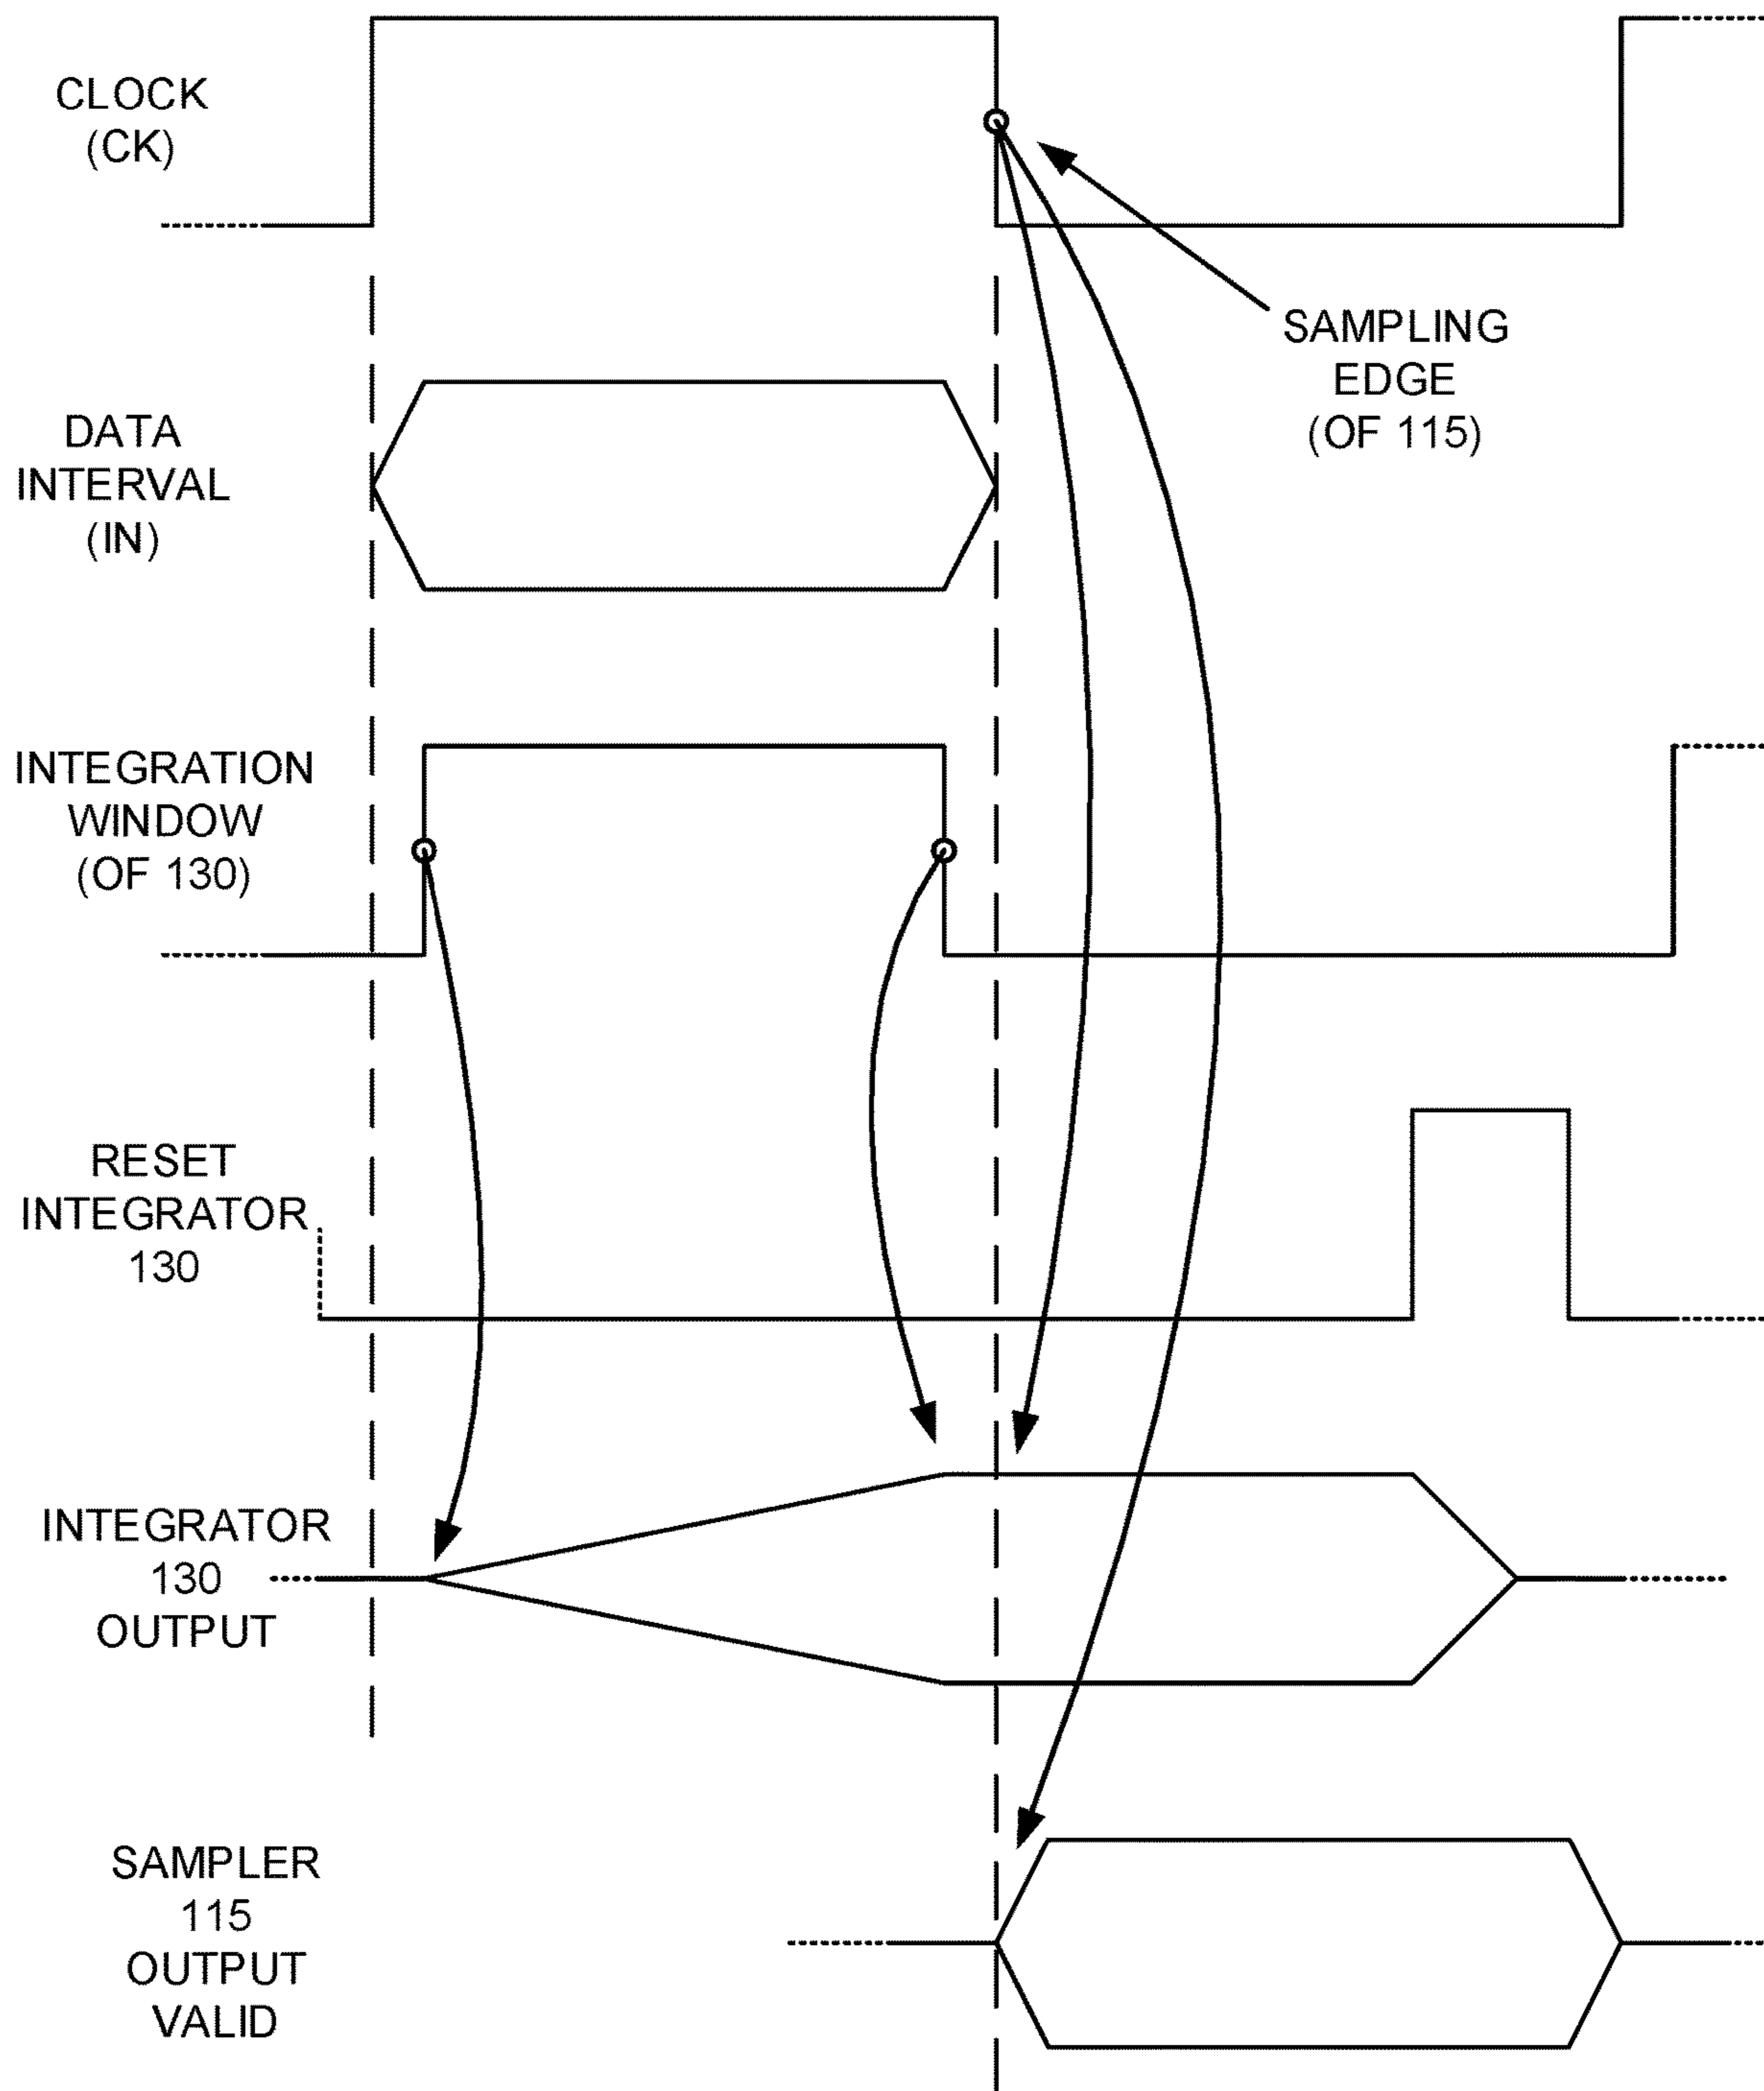 CLOCK
(CK)
SAMPLING
EDGE
(OF 115)
DATA
INTERVAL
(IN)
INTEGRATION
WINDOW
(OF 130)
RESET
INTEGRATOR
130
INTEGRATOR
130
OUTPUT
SAMPLER
115
OUTPUT
VALID